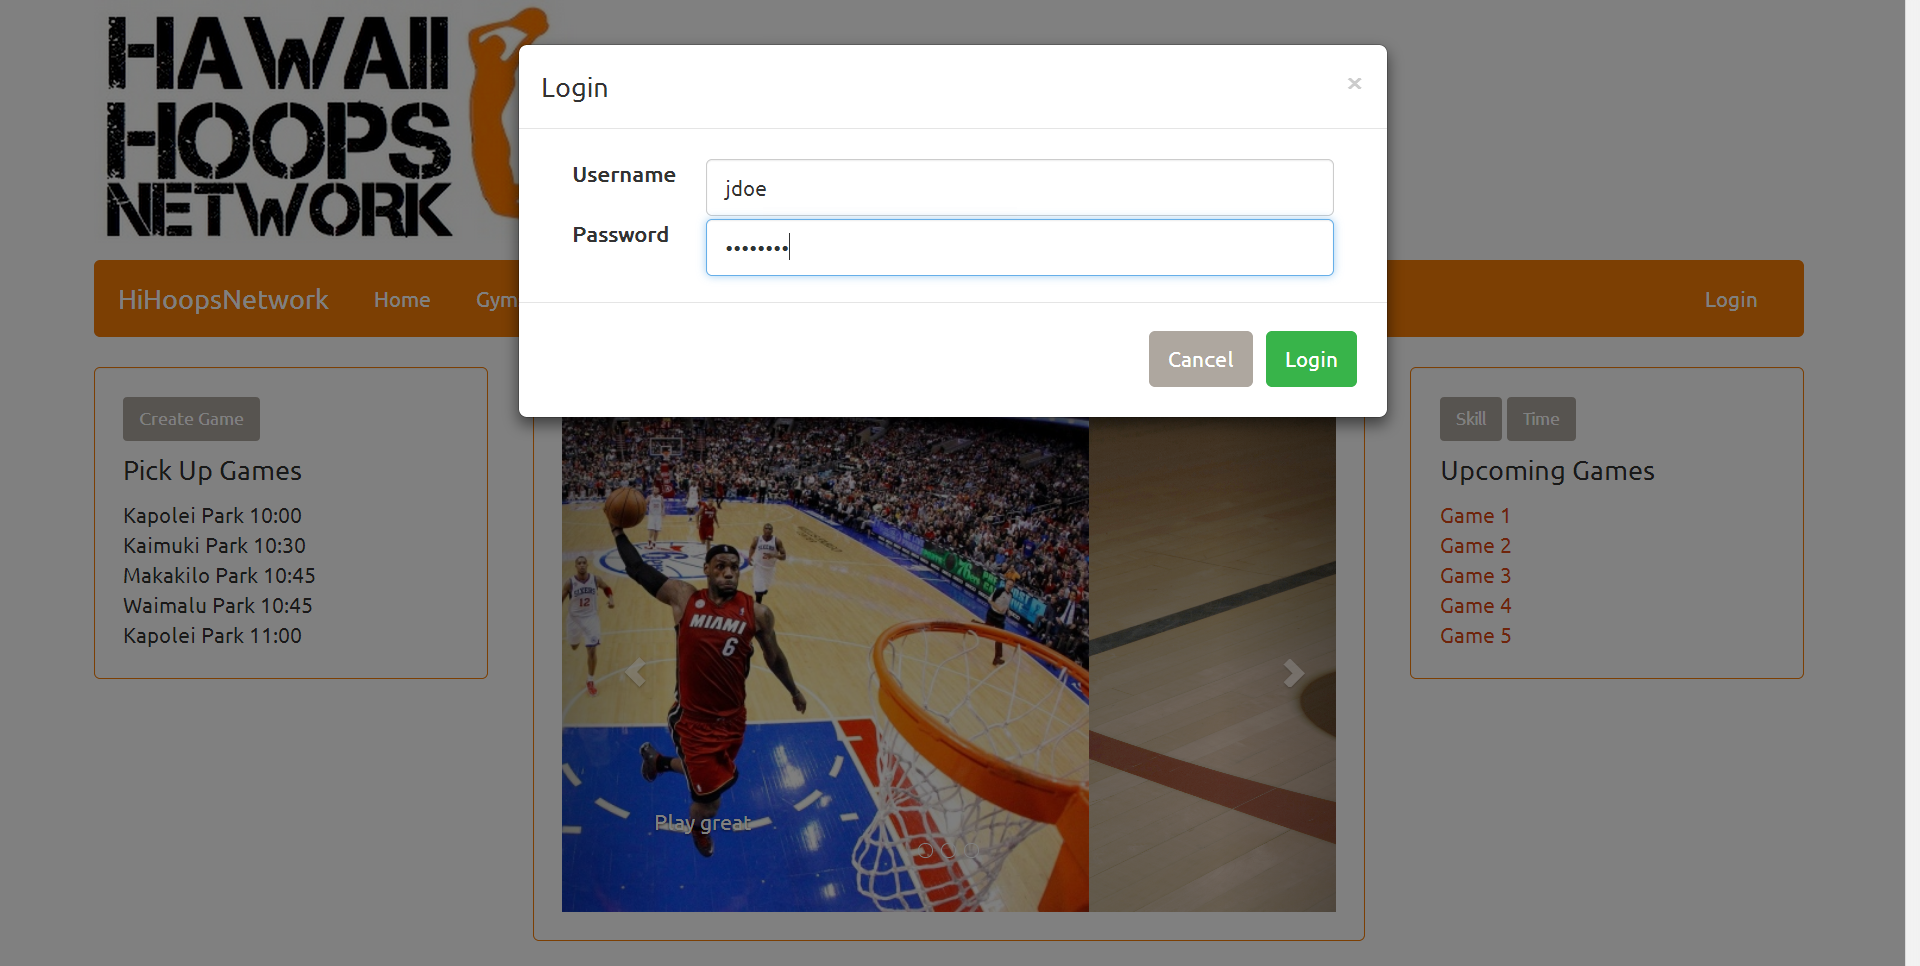 HAWAII
HOOPS
NETWORK
Login
×
Username
jdoe
Password
••••••••
Cancel
Login
HiHoopsNetwork
Home
Gym
Login
Create Game
Pick Up Games
Kapolei Park 10:00
Kaimuki Park 10:30
Makakilo Park 10:45
Waimalu Park 10:45
Kapolei Park 11:00
MIAMI
6
12
Play great
Skill
Time
Upcoming Games
Game 1
Game 2
Game 3
Game 4
Game 5